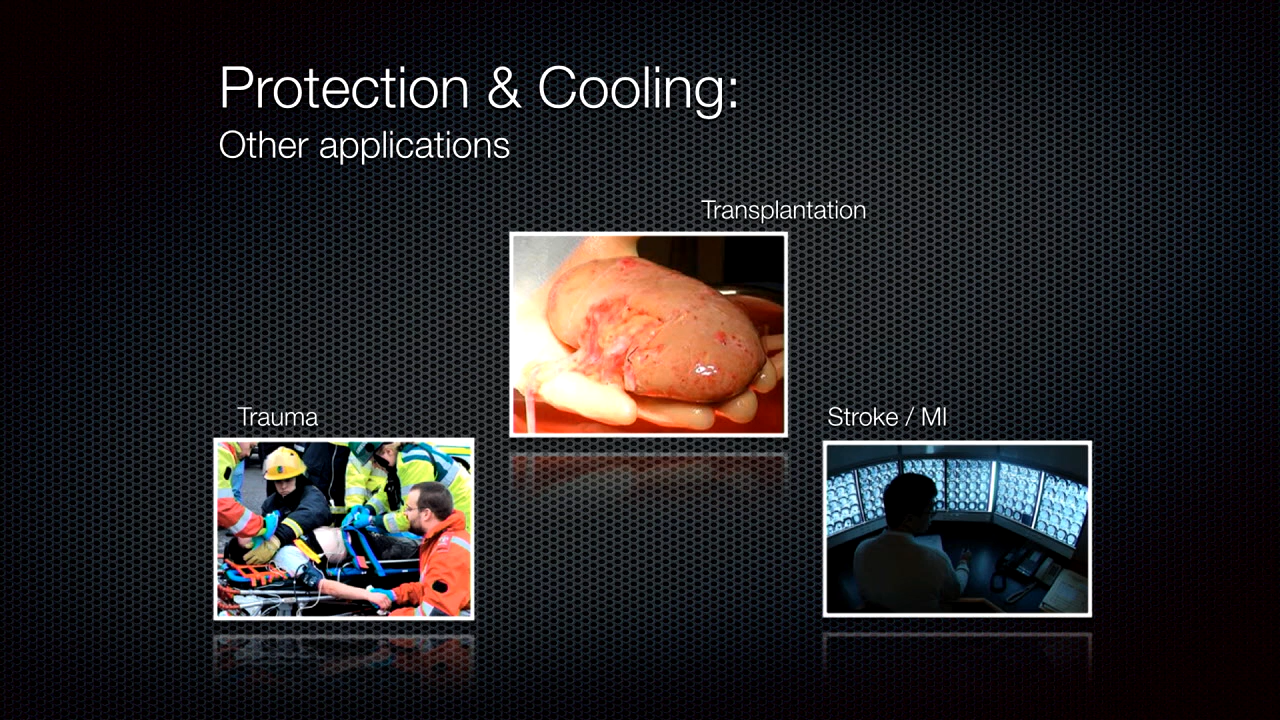 Protection & Cooling:
Other applications
Transplantation
Trauma
Stroke / MI